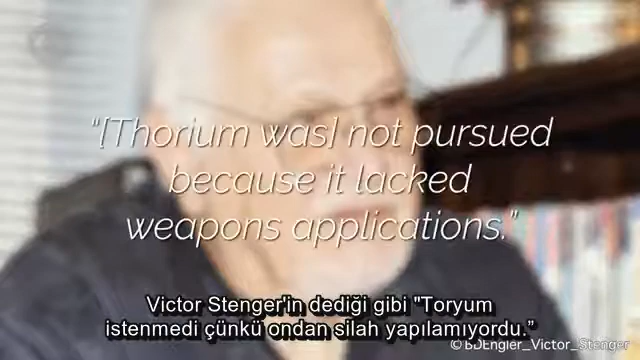 "[Thorium was] not pursued
because it lacked
weapons applications."
Victor Stenger'in dediği gibi "Toryum
istenmedi çünkü ondan silah yapılamıyordu."
© BDEngler_Victor_Stenger